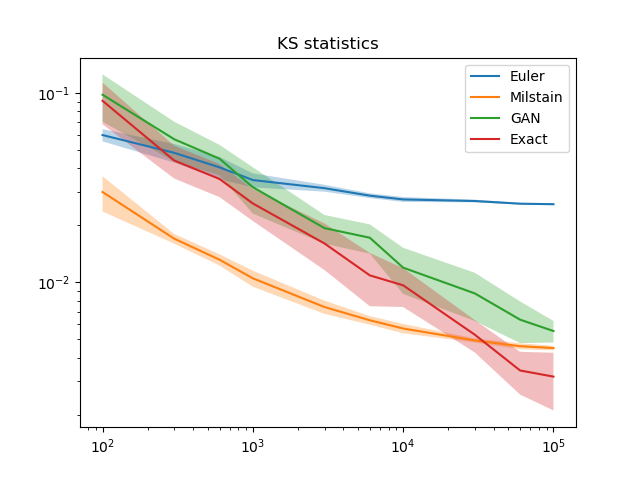 KS statistics
Euler
Milstain
GAN
Exact
10⁻¹
10⁻²
10² 10³ 10⁴ 10⁵